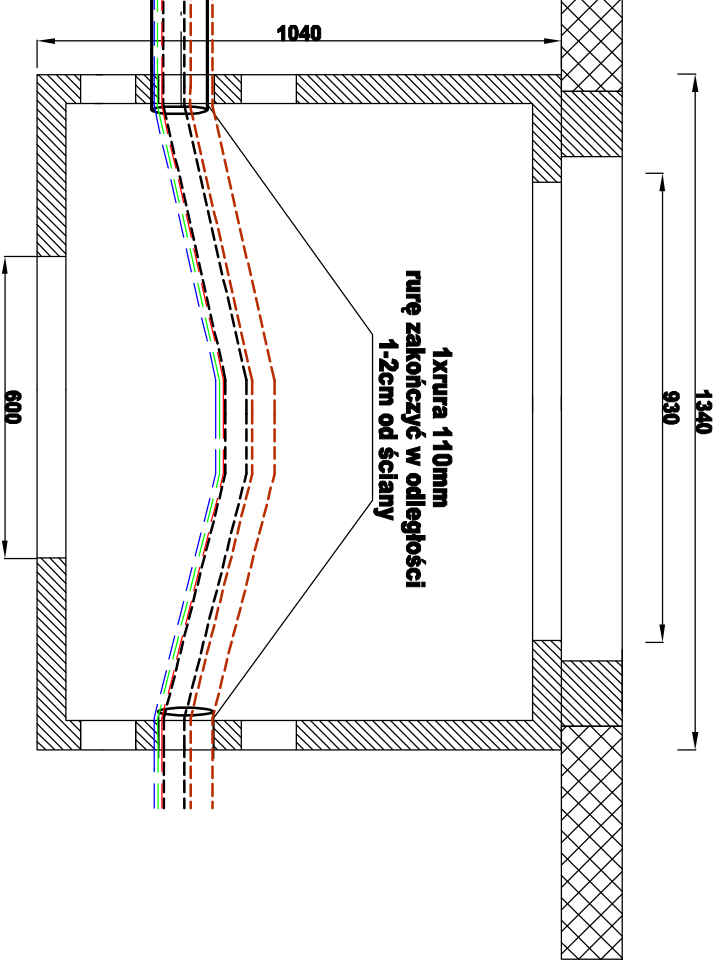 1340
930
1xrura 110mm
rurę zakończyć w odległości
1-2cm od ściany
1040
600